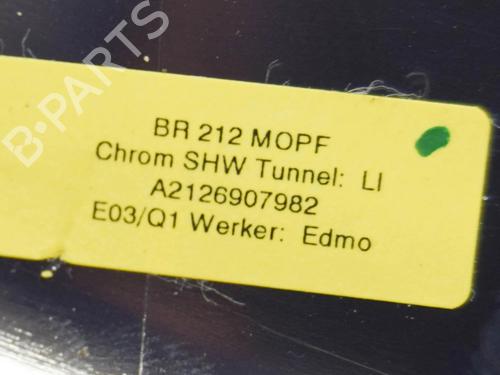 B-PARTS
BR 212 MOPF
Chrom SHW Tunnel: LI
A2126907982
E03/Q1 Werker: Edmo